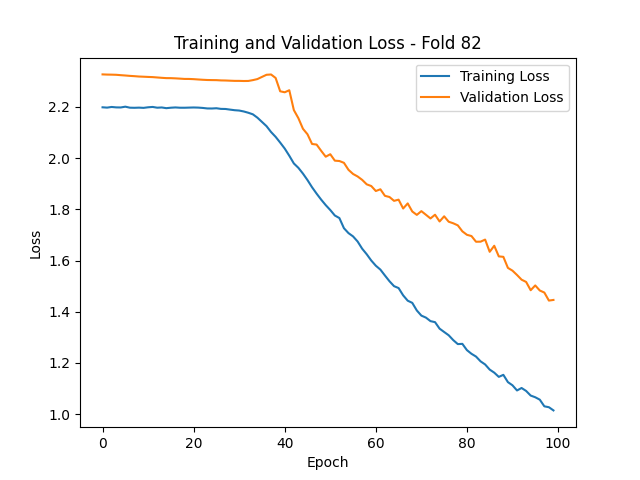 Training and Validation Loss - Fold 82
Training Loss
Validation Loss
Loss
2.2
2.0
1.8
1.6
1.4
1.2
1.0
0 20 40 60 80 100
Epoch